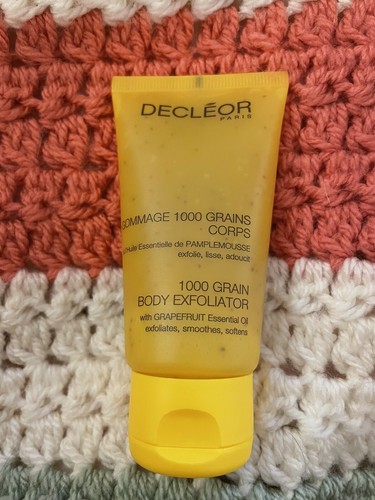 DECLÉOR
PARIS
GOMMAGE 1000 GRAINS
CORPS
l'Huile Essentielle de PAMPLEMOUSSE
exfolie, lisse, adoucit
1000 GRAIN
BODY EXFOLIATOR
with GRAPEFRUIT Essential Oil
exfoliates, smoothes, softens